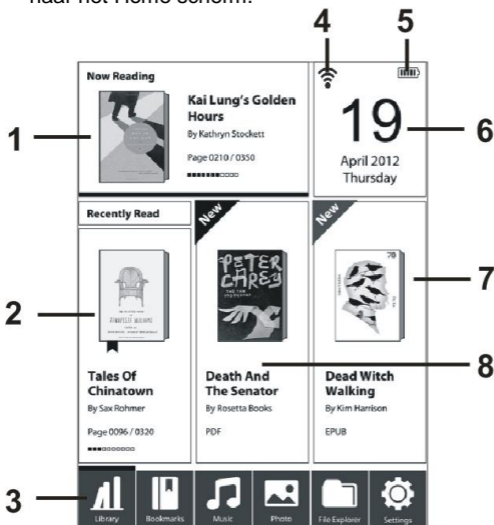 naar het Home scherm.
4
5
Now Reading
Kai Lung's Golden
Hours
By Kathryn Stockett
Page 0210 / 0350
1
19
April 2012
Thursday
6
Recently Read
New
New
PETER
CAREY
7
2
8
Tales Of
Chinatown
By Sax Rohmer
Page 0096 / 0320
Death And
The Senator
By Rosetta Books
PDF
Dead Witch
Walking
By Kim Harrison
EPUB
3
Library
Bookmarks
Music
Photo
File Explorer
Settings